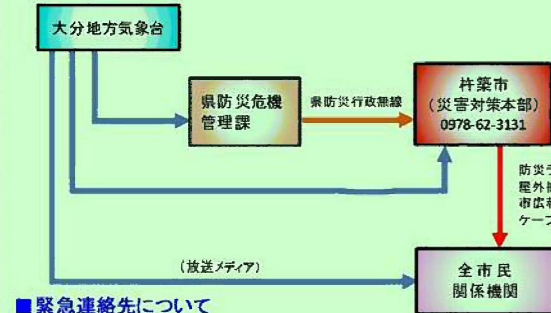 大分地方気象台
県防災危機
管理課
県防災行政無線
杵築市
(災害対策本部)
0978-62-3131
防災ラ
屋外
市広
ケーブ
(放送メディア)
全市民
関係機関
■緊急連絡先について